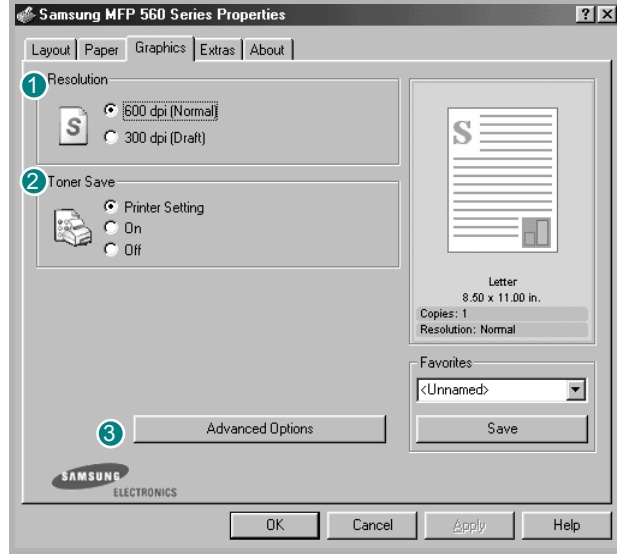 Samsung MFP 560 Series Properties
Layout Paper Graphics Extras About
1 Resolution
S
600 dpi (Normal)
300 dpi (Draft)
2 Toner Save
Printer Setting
On
Off
S
Letter
8.50 x 11.00 in.
Copies: 1
Resolution: Normal
Favorites
<Unnamed>
3 Advanced Options
Save
SAMSUNG
ELECTRONICS
OK Cancel Apply Help